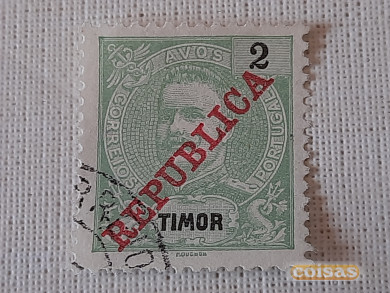 AVOS
2
CORREIOS
PORTUGAL
REPUBLICA
TIMOR
coisas